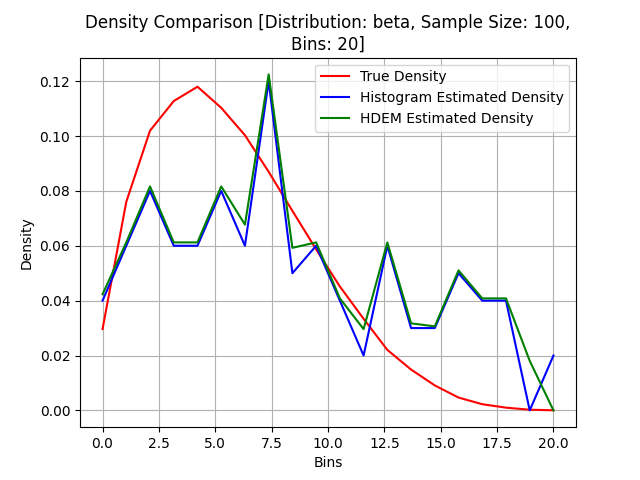 Density Comparison [Distribution: beta, Sample Size: 100,
Bins: 20]
True Density
Histogram Estimated Density
HDEM Estimated Density
Density
0.12
0.10
0.08
0.06
0.04
0.02
0.00
0.0 2.5 5.0 7.5 10.0 12.5 15.0 17.5 20.0
Bins